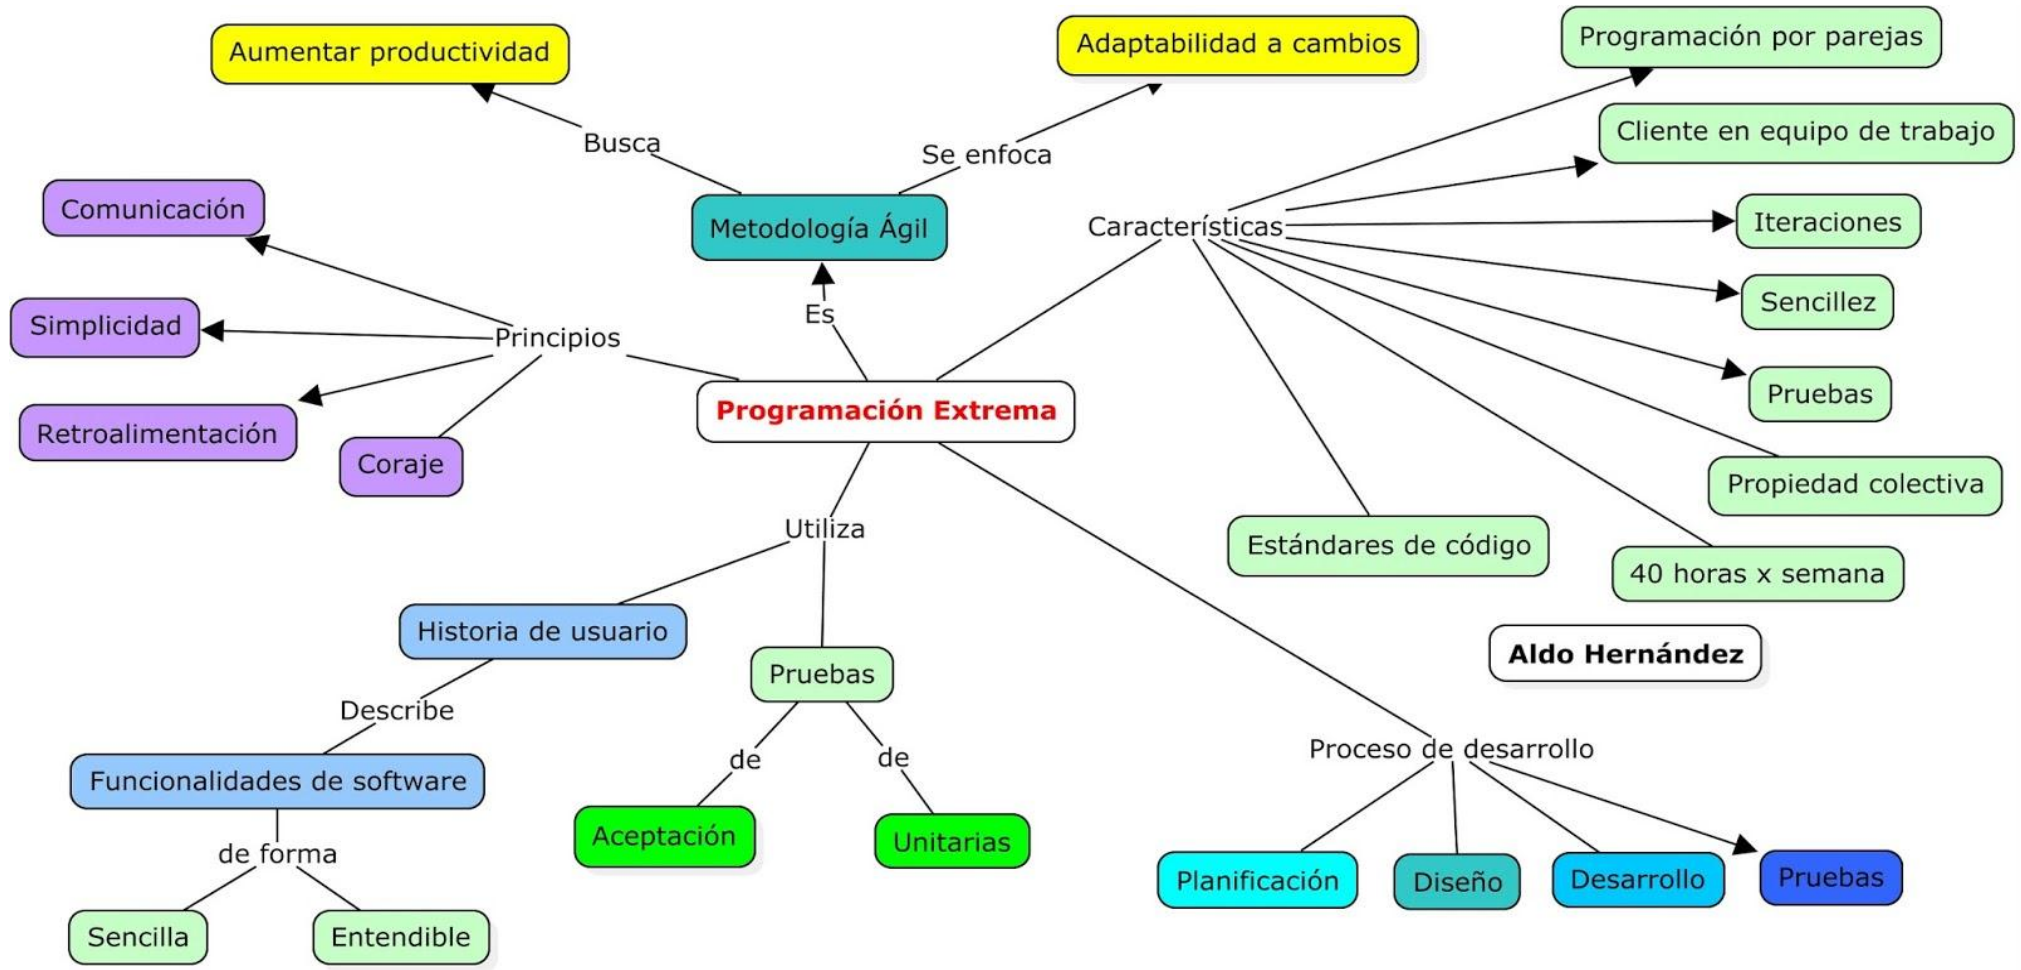 Aumentar productividad
Adaptabilidad a cambios
Programación por parejas
Cliente en equipo de trabajo
Busca
Se enfoca
Comunicación
Metodología Ágil
Características
Iteraciones
Simplicidad
Es
Sencillez
Principios
Retroalimentación
Coraje
Programación Extrema
Pruebas
Propiedad colectiva
Estándares de código
40 horas x semana
Utiliza
Historia de usuario
Pruebas
Aldo Hernández
Describe
de
de
Proceso de desarrollo
Funcionalidades de software
Aceptación
Unitarias
de forma
Planificación
Diseño
Desarrollo
Pruebas
Sencilla
Entendible